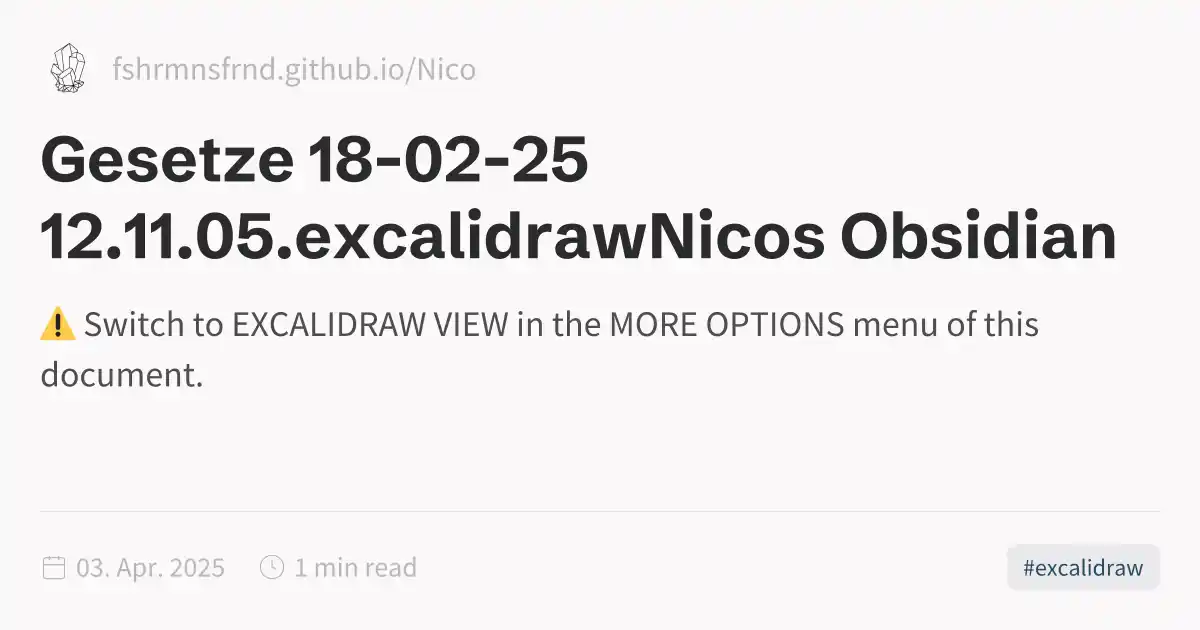 fshrmnsfrnd.github.io/Nico
Gesetze 18-02-25
12.11.05.excalidrawNicos Obsidian
⚠️ Switch to EXCALIDRAW VIEW in the MORE OPTIONS menu of this
document.
03. Apr. 2025 1 min read #excalidraw